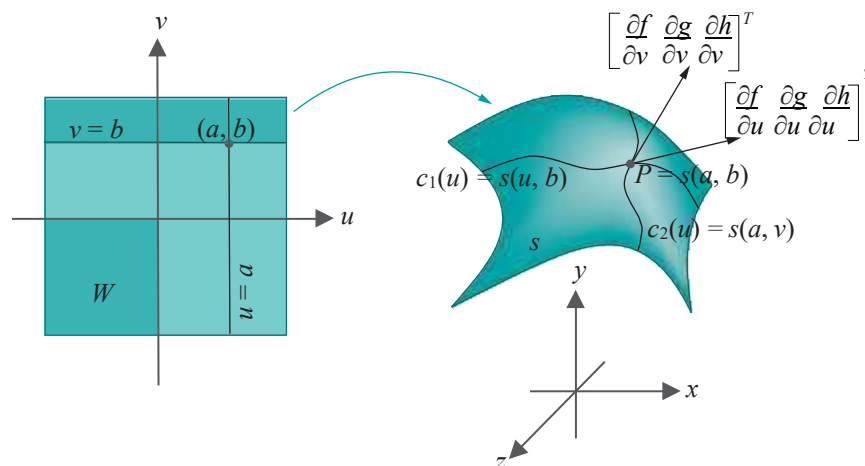 v
v = b
(a, b)
u
W
u = a
[∂f/∂v ∂g/∂v ∂h/∂v]^T
[∂f/∂u ∂g/∂u ∂h/∂u]
c₁(u) = s(u, b)
P = s(a, b)
c₂(u) = s(a, v)
s
y
x
z